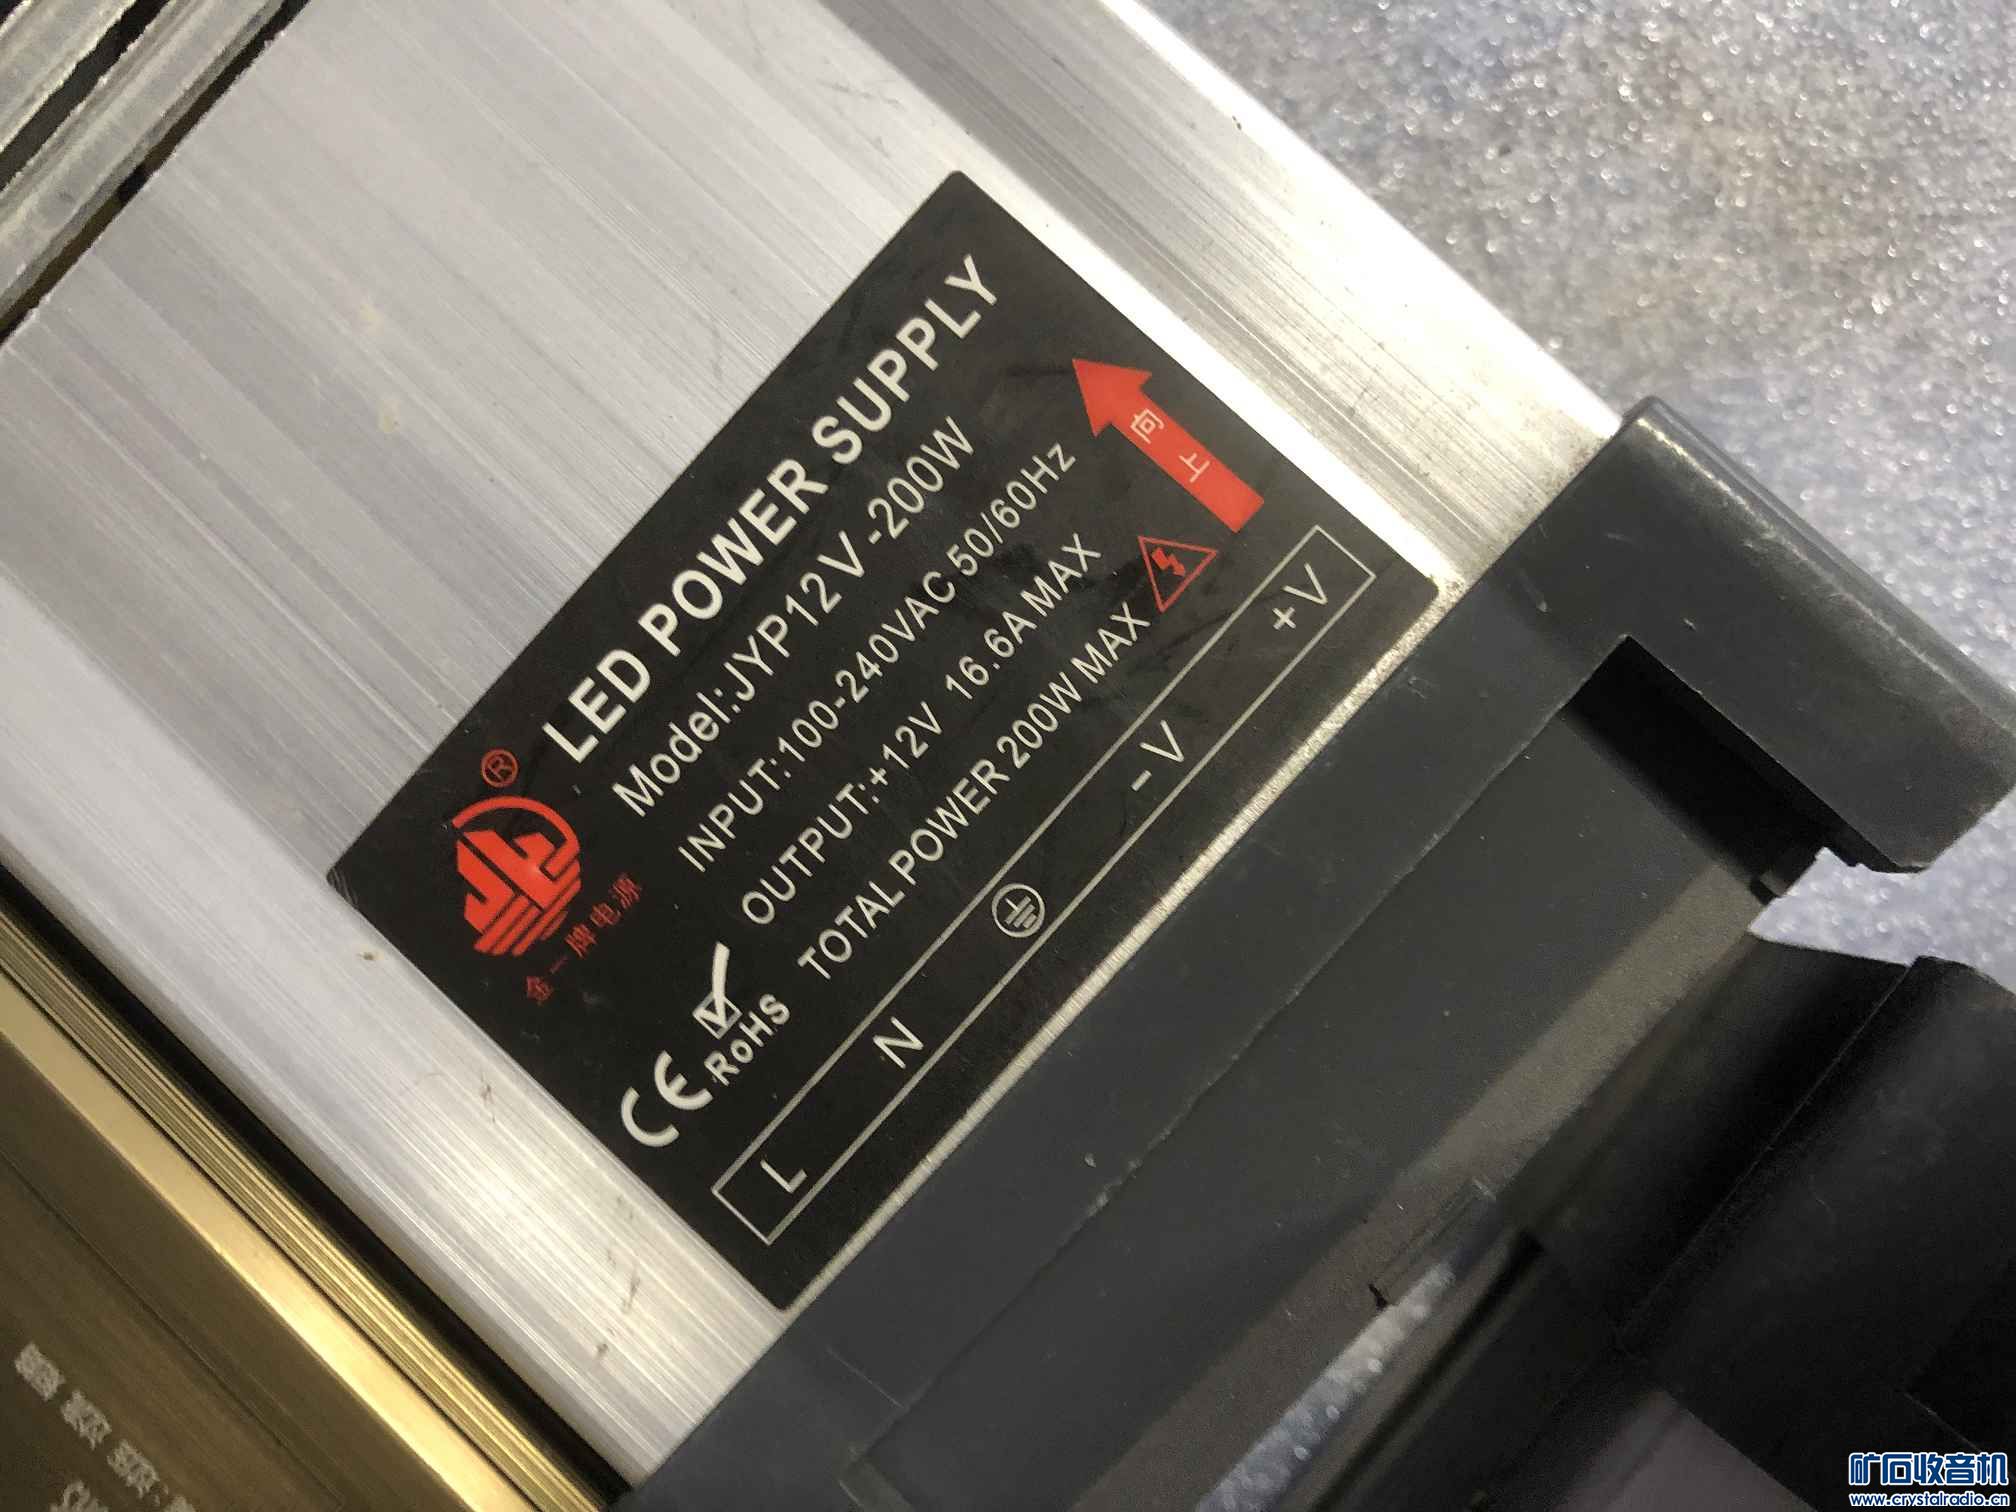 LED POWER SUPPLY
Model:JYP12V-200W
INPUT:100-240VAC 50/60Hz
OUTPUT:+12V 16.6A MAX
TOTAL POWER 200W MAX
向上
®
金一牌电源
CE RoHS
L N -V +V
矿石收音机
www.crystalradio.cn